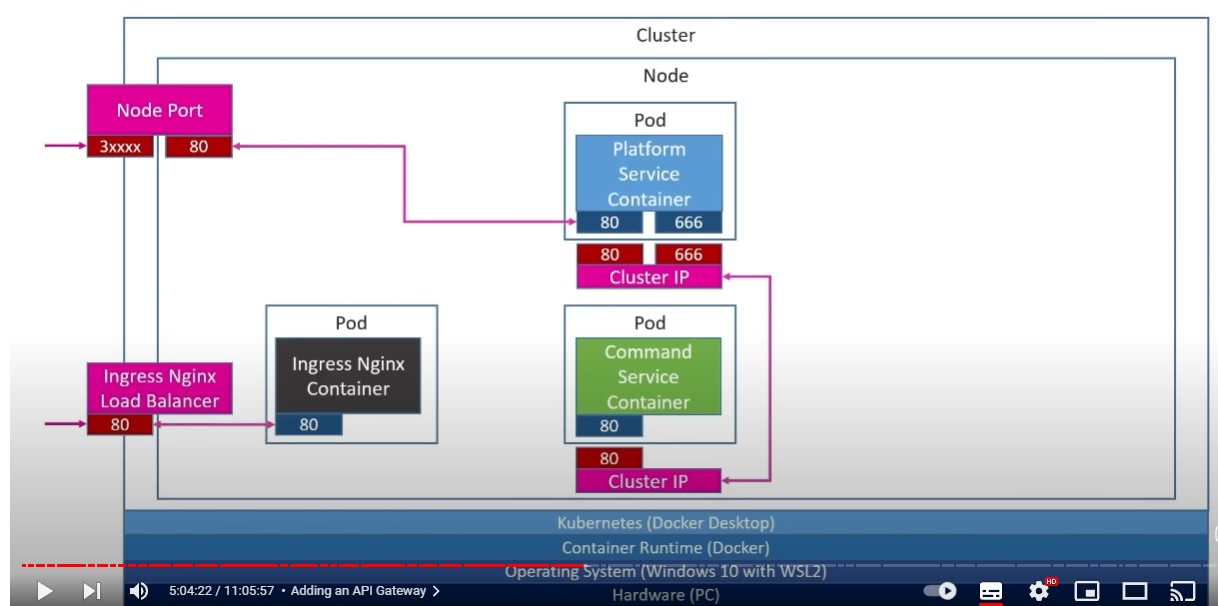 Cluster
Node
Node Port
3xxxx
80
Pod
Platform
Service
Container
80
666
80
666
Cluster IP
Pod
Ingress Nginx
Container
80
Ingress Nginx
Load Balancer
80
Pod
Command
Service
Container
80
80
Cluster IP
Kubernetes (Docker Desktop)
Container Runtime (Docker)
Operating System (Windows 10 with WSL2)
Hardware (PC)
5:04:22 / 11:05:57 • Adding an API Gateway
HD